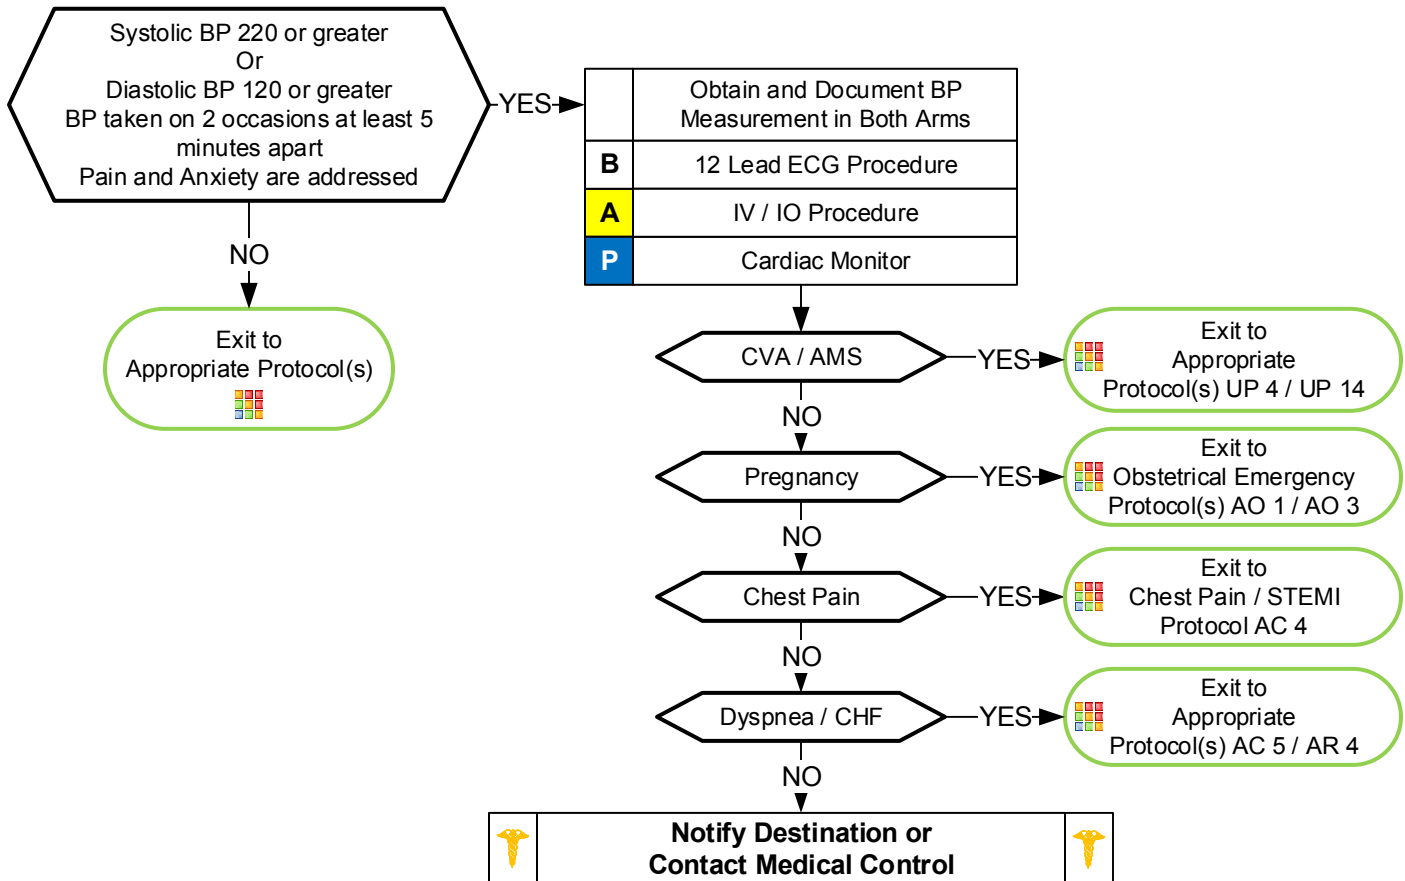 Systolic BP 220 or greater
Or
Diastolic BP 120 or greater
BP taken on 2 occasions at least 5
minutes apart
Pain and Anxiety are addressed
YES
NO
Exit to
Appropriate Protocol(s)
Obtain and Document BP
Measurement in Both Arms
B 12 Lead ECG Procedure
A IV / IO Procedure
P Cardiac Monitor
CVA / AMS
YES
Exit to
Appropriate
Protocol(s) UP 4 / UP 14
NO
Pregnancy
YES
Exit to
Obstetrical Emergency
Protocol(s) AO 1 / AO 3
NO
Chest Pain
YES
Exit to
Chest Pain / STEMI
Protocol AC 4
NO
Dyspnea / CHF
YES
Exit to
Appropriate
Protocol(s) AC 5 / AR 4
NO
Notify Destination or
Contact Medical Control